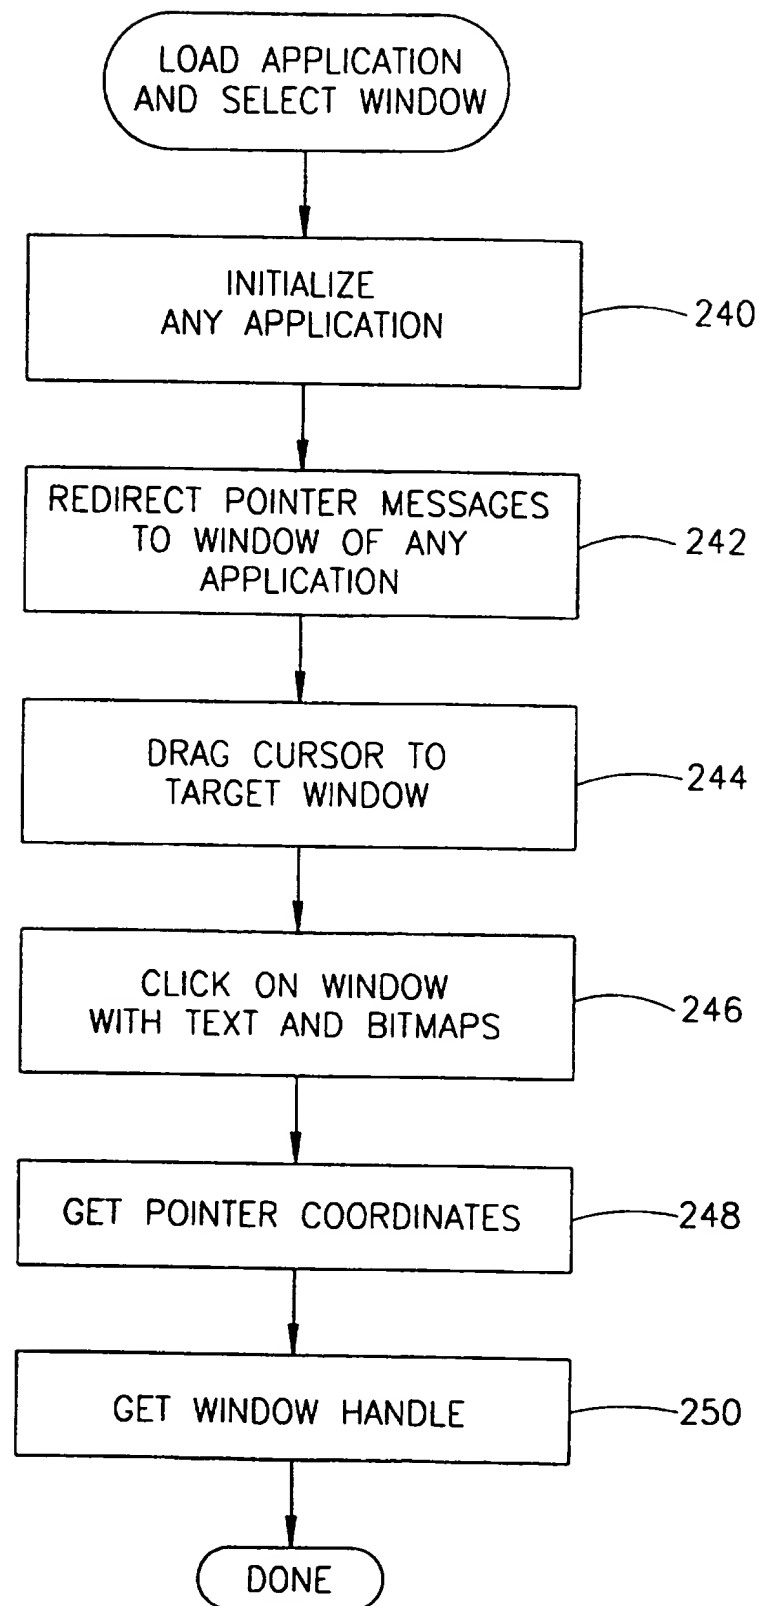 LOAD APPLICATION
AND SELECT WINDOW
INITIALIZE
ANY APPLICATION
240
REDIRECT POINTER MESSAGES
TO WINDOW OF ANY
APPLICATION
242
DRAG CURSOR TO
TARGET WINDOW
244
CLICK ON WINDOW
WITH TEXT AND BITMAPS
246
GET POINTER COORDINATES
248
GET WINDOW HANDLE
250
DONE